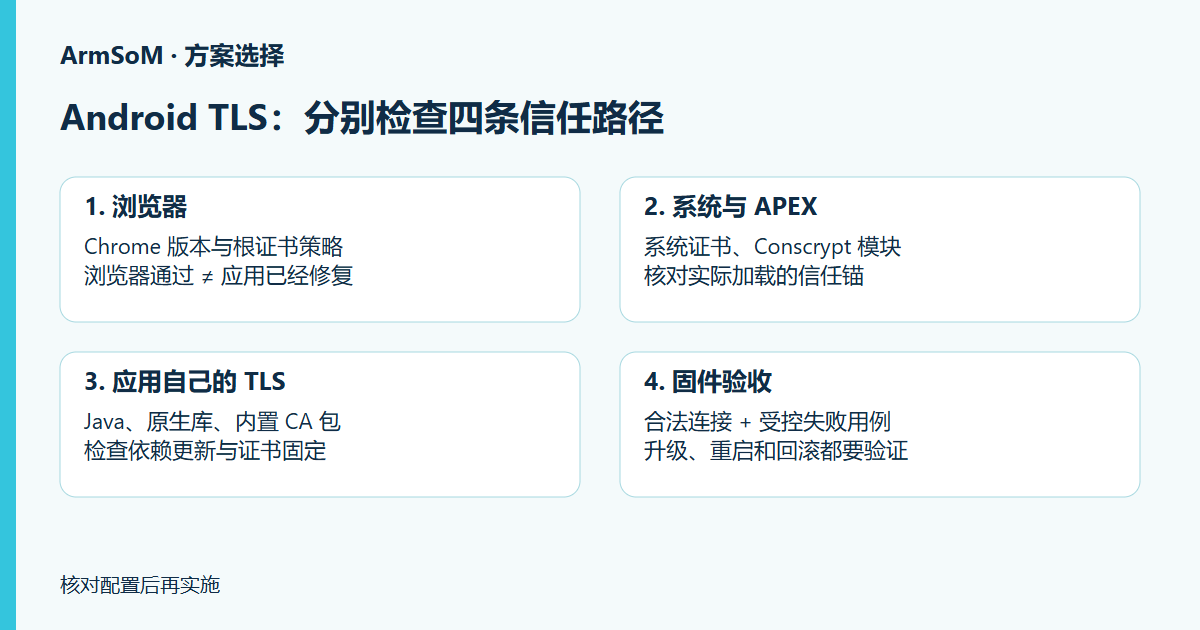 ArmSoM · 方案选择
Android TLS：分别检查四条信任路径
1. 浏览器
Chrome 版本与根证书策略
浏览器通过 ≠ 应用已经修复
2. 系统与 APEX
系统证书、Conscrypt 模块
核对实际加载的信任锚
3. 应用自己的 TLS
Java、原生库、内置 CA 包
检查依赖更新与证书固定
4. 固件验收
合法连接 + 受控失败用例
升级、重启和回滚都要验证
核对配置后再实施